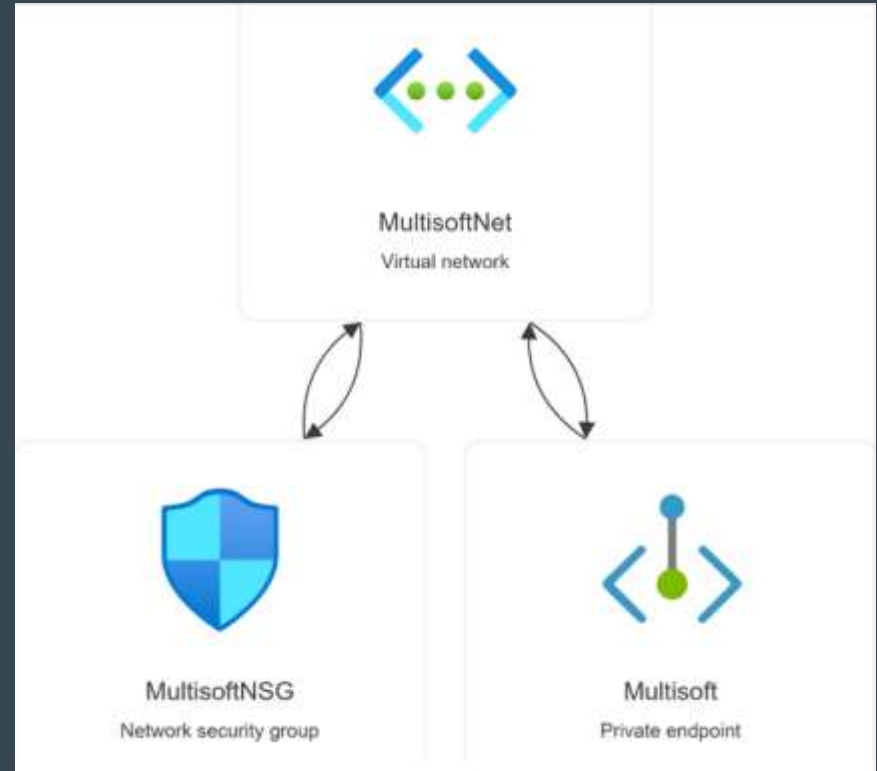 MultisoftNet
Virtual network
MultisoftNSG
Network security group
Multisoft
Private endpoint